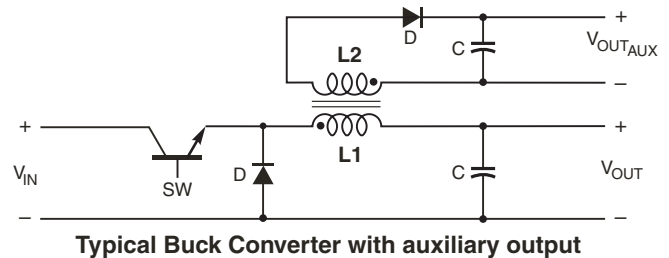 D
C
+
V_OUT_AUX
–
L2
+
V_IN
–
SW
D
L1
C
+
V_OUT
–
Typical Buck Converter with auxiliary output